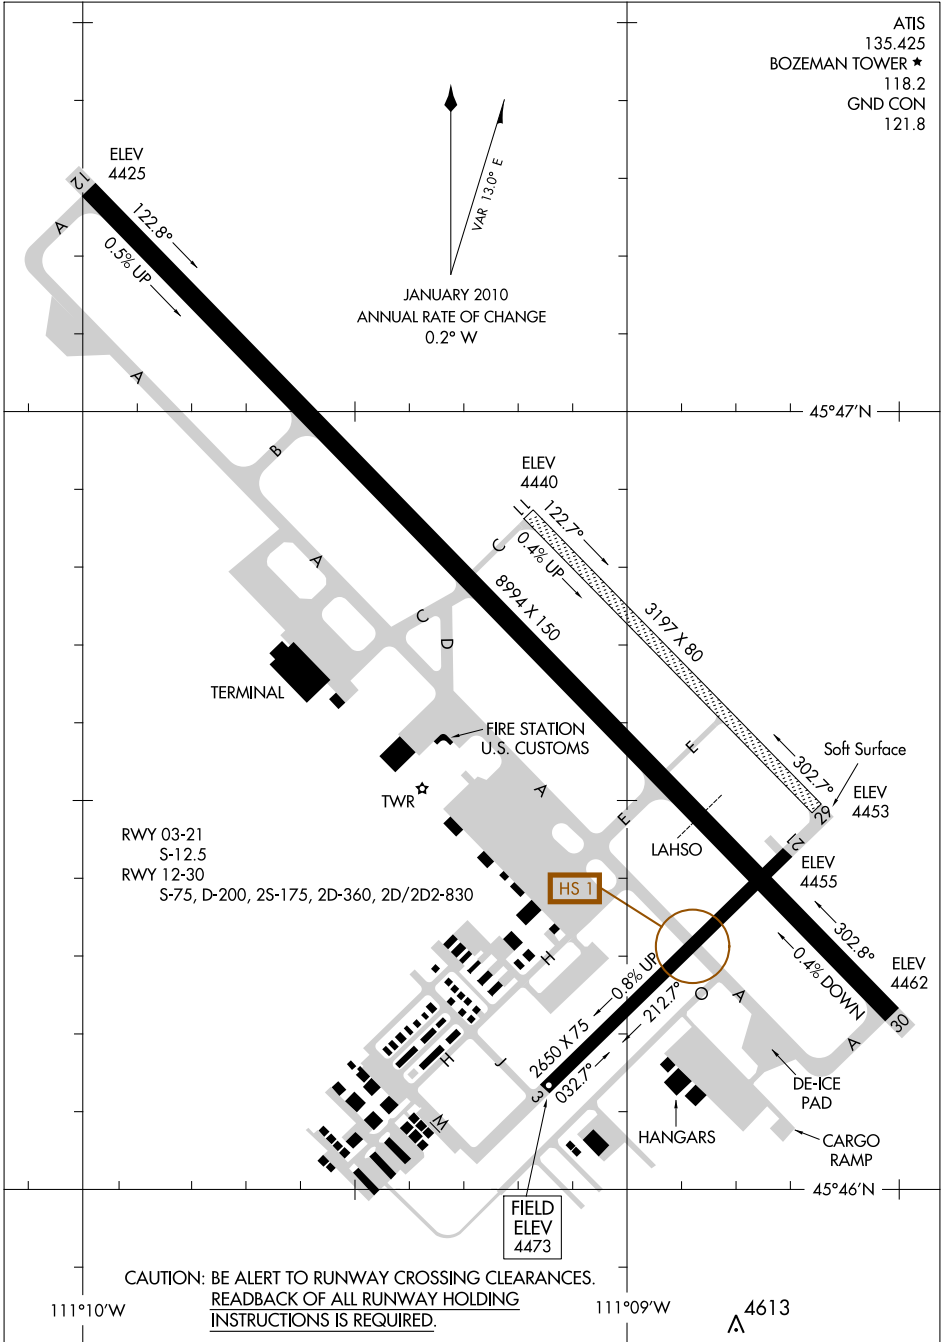 ATIS
135.425
BOZEMAN TOWER ★
118.2
GND CON
121.8
ELEV
4425
12
122.8°
0.5% UP
A
VAR 13.0° E
JANUARY 2010
ANNUAL RATE OF CHANGE
0.2° W
A
45°47'N
B
ELEV
4440
11
122.7°
0.4% UP
C
A
8994 X 150
3197 X 80
C
D
TERMINAL
FIRE STATION
U.S. CUSTOMS
E
Soft Surface
302.7°
ELEV
4453
29
TWR
A
E
LAHSO
21
RWY 03-21
S-12.5
RWY 12-30
S-75, D-200, 2S-175, 2D-360, 2D/2D2-830
ELEV
4455
HS 1
302.8°
0.4% DOWN
ELEV
4462
30
H
0.8% UP
212.7°
O
A
A
2650 X 75
032.7°
H
J
3
M
DE-ICE
PAD
HANGARS
CARGO
RAMP
45°46'N
FIELD
ELEV
4473
CAUTION: BE ALERT TO RUNWAY CROSSING CLEARANCES.
READBACK OF ALL RUNWAY HOLDING
INSTRUCTIONS IS REQUIRED.
111°10'W
111°09'W
4613